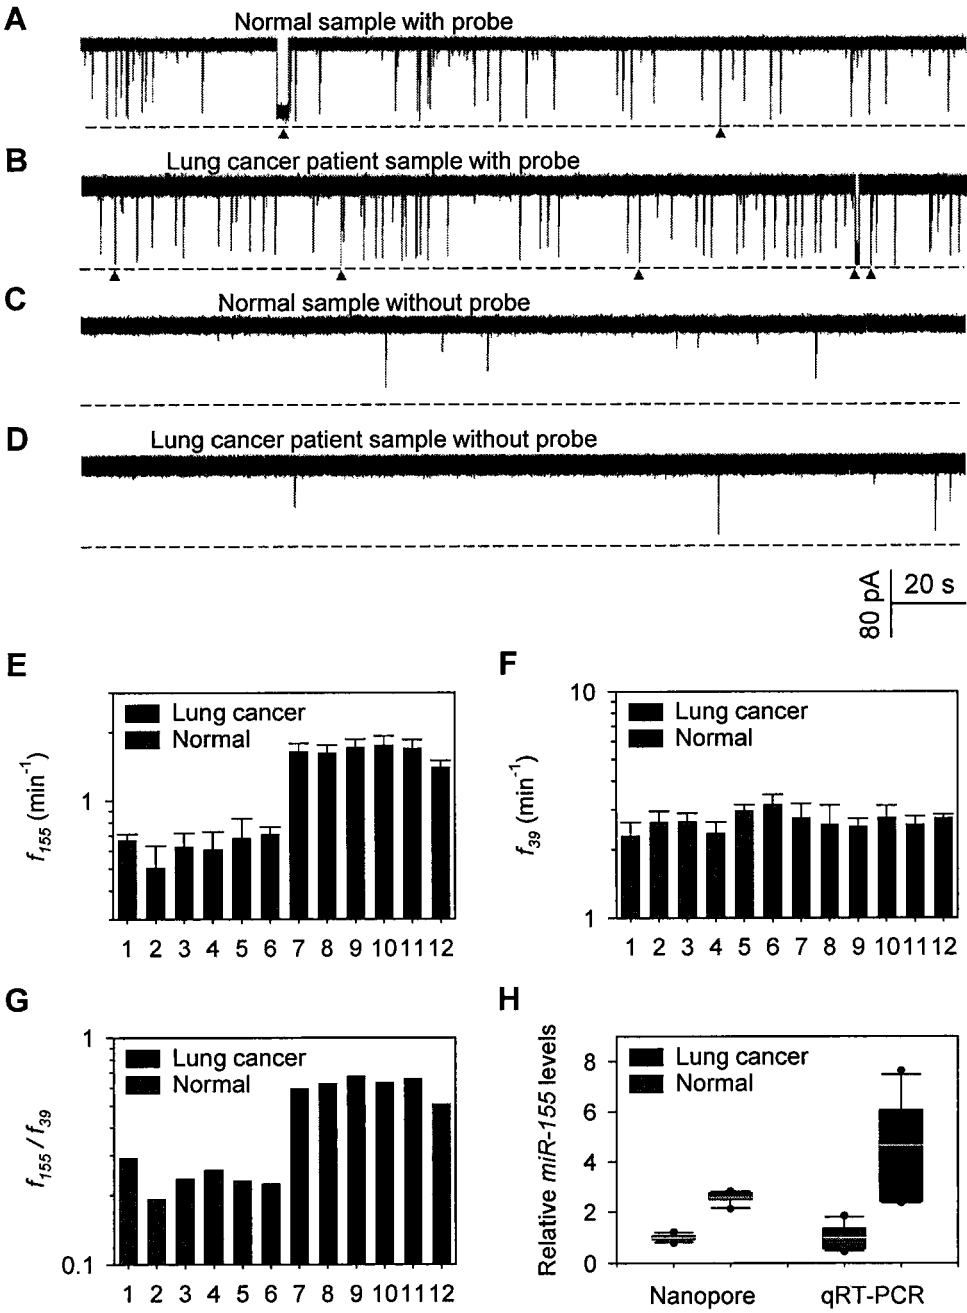 A
Normal sample with probe
B
Lung cancer patient sample with probe
C
Normal sample without probe
D
Lung cancer patient sample without probe
80 pA
20 s
E
Lung cancer
Normal
f155 (min-1)
1
1 2 3 4 5 6 7 8 9 10 11 12
F
10
Lung cancer
Normal
f39 (min-1)
1
1 2 3 4 5 6 7 8 9 10 11 12
G
1
Lung cancer
Normal
f155 / f39
0.1
1 2 3 4 5 6 7 8 9 10 11 12
H
Lung cancer
Normal
Relative miR-155 levels
8
6
4
2
0
Nanopore qRT-PCR